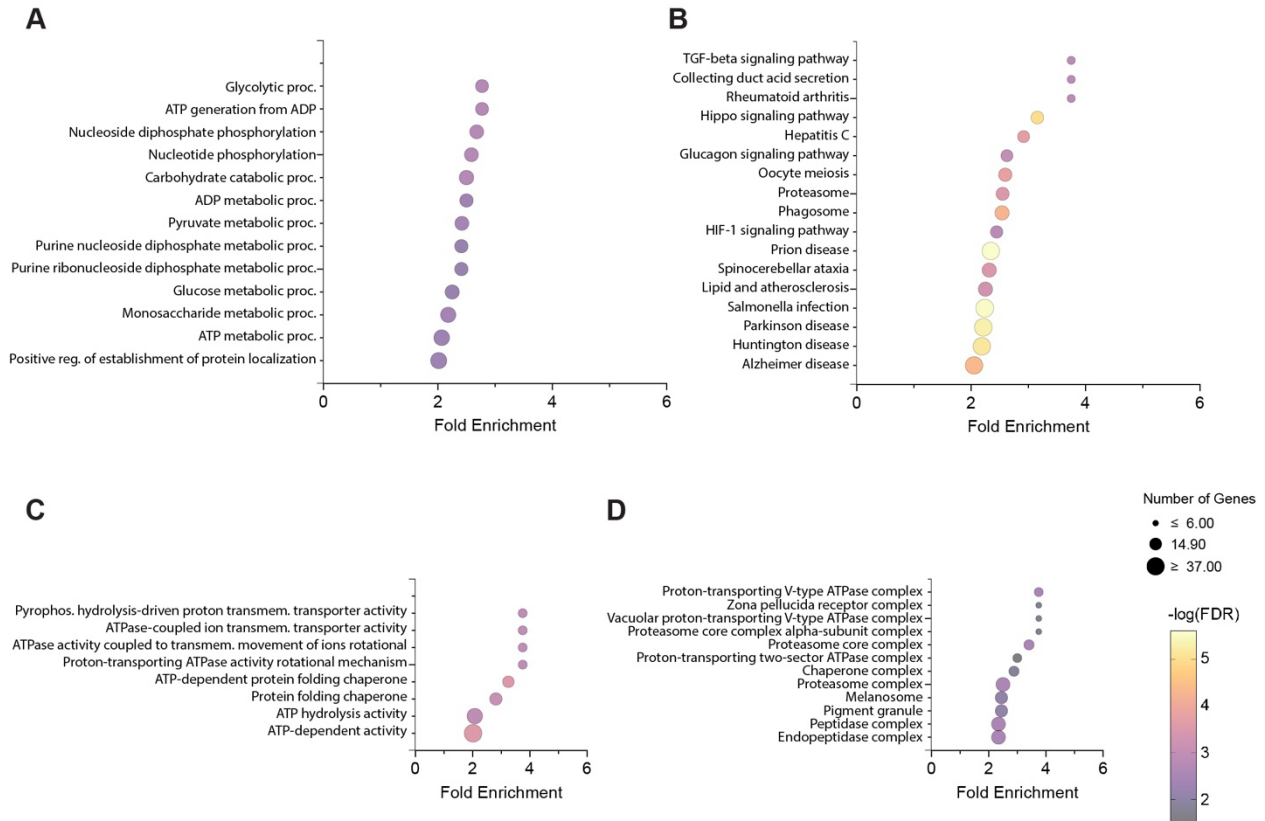 A
Glycolytic proc.
ATP generation from ADP
Nucleoside diphosphate phosphorylation
Nucleotide phosphorylation
Carbohydrate catabolic proc.
ADP metabolic proc.
Pyruvate metabolic proc.
Purine nucleoside diphosphate metabolic proc.
Purine ribonucleoside diphosphate metabolic proc.
Glucose metabolic proc.
Monosaccharide metabolic proc.
ATP metabolic proc.
Positive reg. of establishment of protein localization
0 2 4 6
Fold Enrichment
B
TGF-beta signaling pathway
Collecting duct acid secretion
Rheumatoid arthritis
Hippo signaling pathway
Hepatitis C
Glucagon signaling pathway
Oocyte meiosis
Proteasome
Phagosome
HIF-1 signaling pathway
Prion disease
Spinocerebellar ataxia
Lipid and atherosclerosis
Salmonella infection
Parkinson disease
Huntington disease
Alzheimer disease
0 2 4 6
Fold Enrichment
C
Pyrophos. hydrolysis-driven proton transmem. transporter activity
ATPase-coupled ion transmem. transporter activity
ATPase activity coupled to transmem. movement of ions rotational
Proton-transporting ATPase activity rotational mechanism
ATP-dependent protein folding chaperone
Protein folding chaperone
ATP hydrolysis activity
ATP-dependent activity
0 2 4 6
Fold Enrichment
D
Proton-transporting V-type ATPase complex
Zona pellucida receptor complex
Vacuolar proton-transporting V-type ATPase complex
Proteasome core complex alpha-subunit complex
Proteasome core complex
Proton-transporting two-sector ATPase complex
Chaperone complex
Proteasome complex
Melanosome
Pigment granule
Peptidase complex
Endopeptidase complex
0 2 4 6
Fold Enrichment
Number of Genes
≤ 6.00
14.90
≥ 37.00
-log(FDR)
5
4
3
2